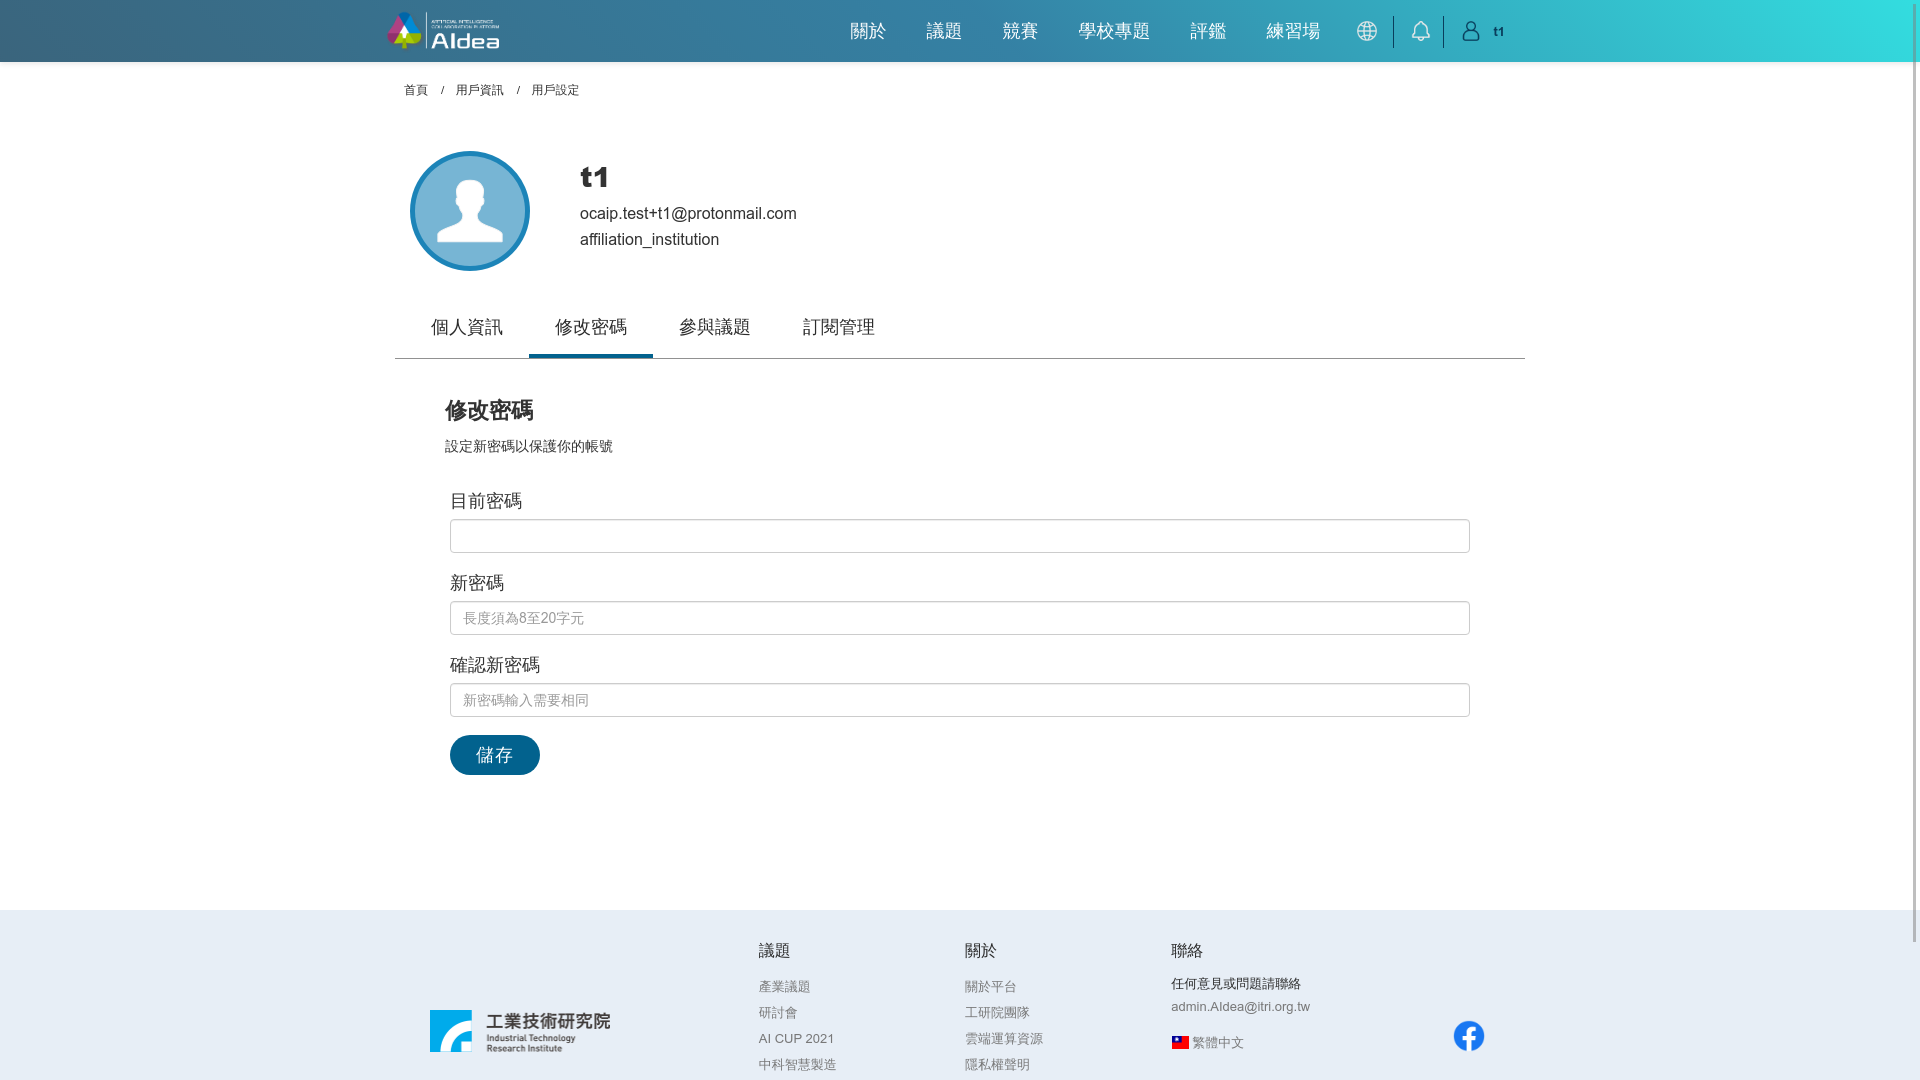 ARTIFICIAL INTELLIGENCE
COLLABORATION PLATFORM
AIdea
關於 議題 競賽 學校專題 評鑑 練習場 t1
首頁 / 用戶資訊 / 用戶設定
t1
ocaip.test+t1@protonmail.com
affiliation_institution
個人資訊 修改密碼 參與議題 訂閱管理
修改密碼
設定新密碼以保護你的帳號
目前密碼
新密碼
長度須為8至20字元
確認新密碼
新密碼輸入需要相同
儲存
工業技術研究院
Industrial Technology
Research Institute
議題
產業議題
研討會
AI CUP 2021
中科智慧製造
關於
關於平台
工研院團隊
雲端運算資源
隱私權聲明
聯絡
任何意見或問題請聯絡
admin.AIdea@itri.org.tw
繁體中文